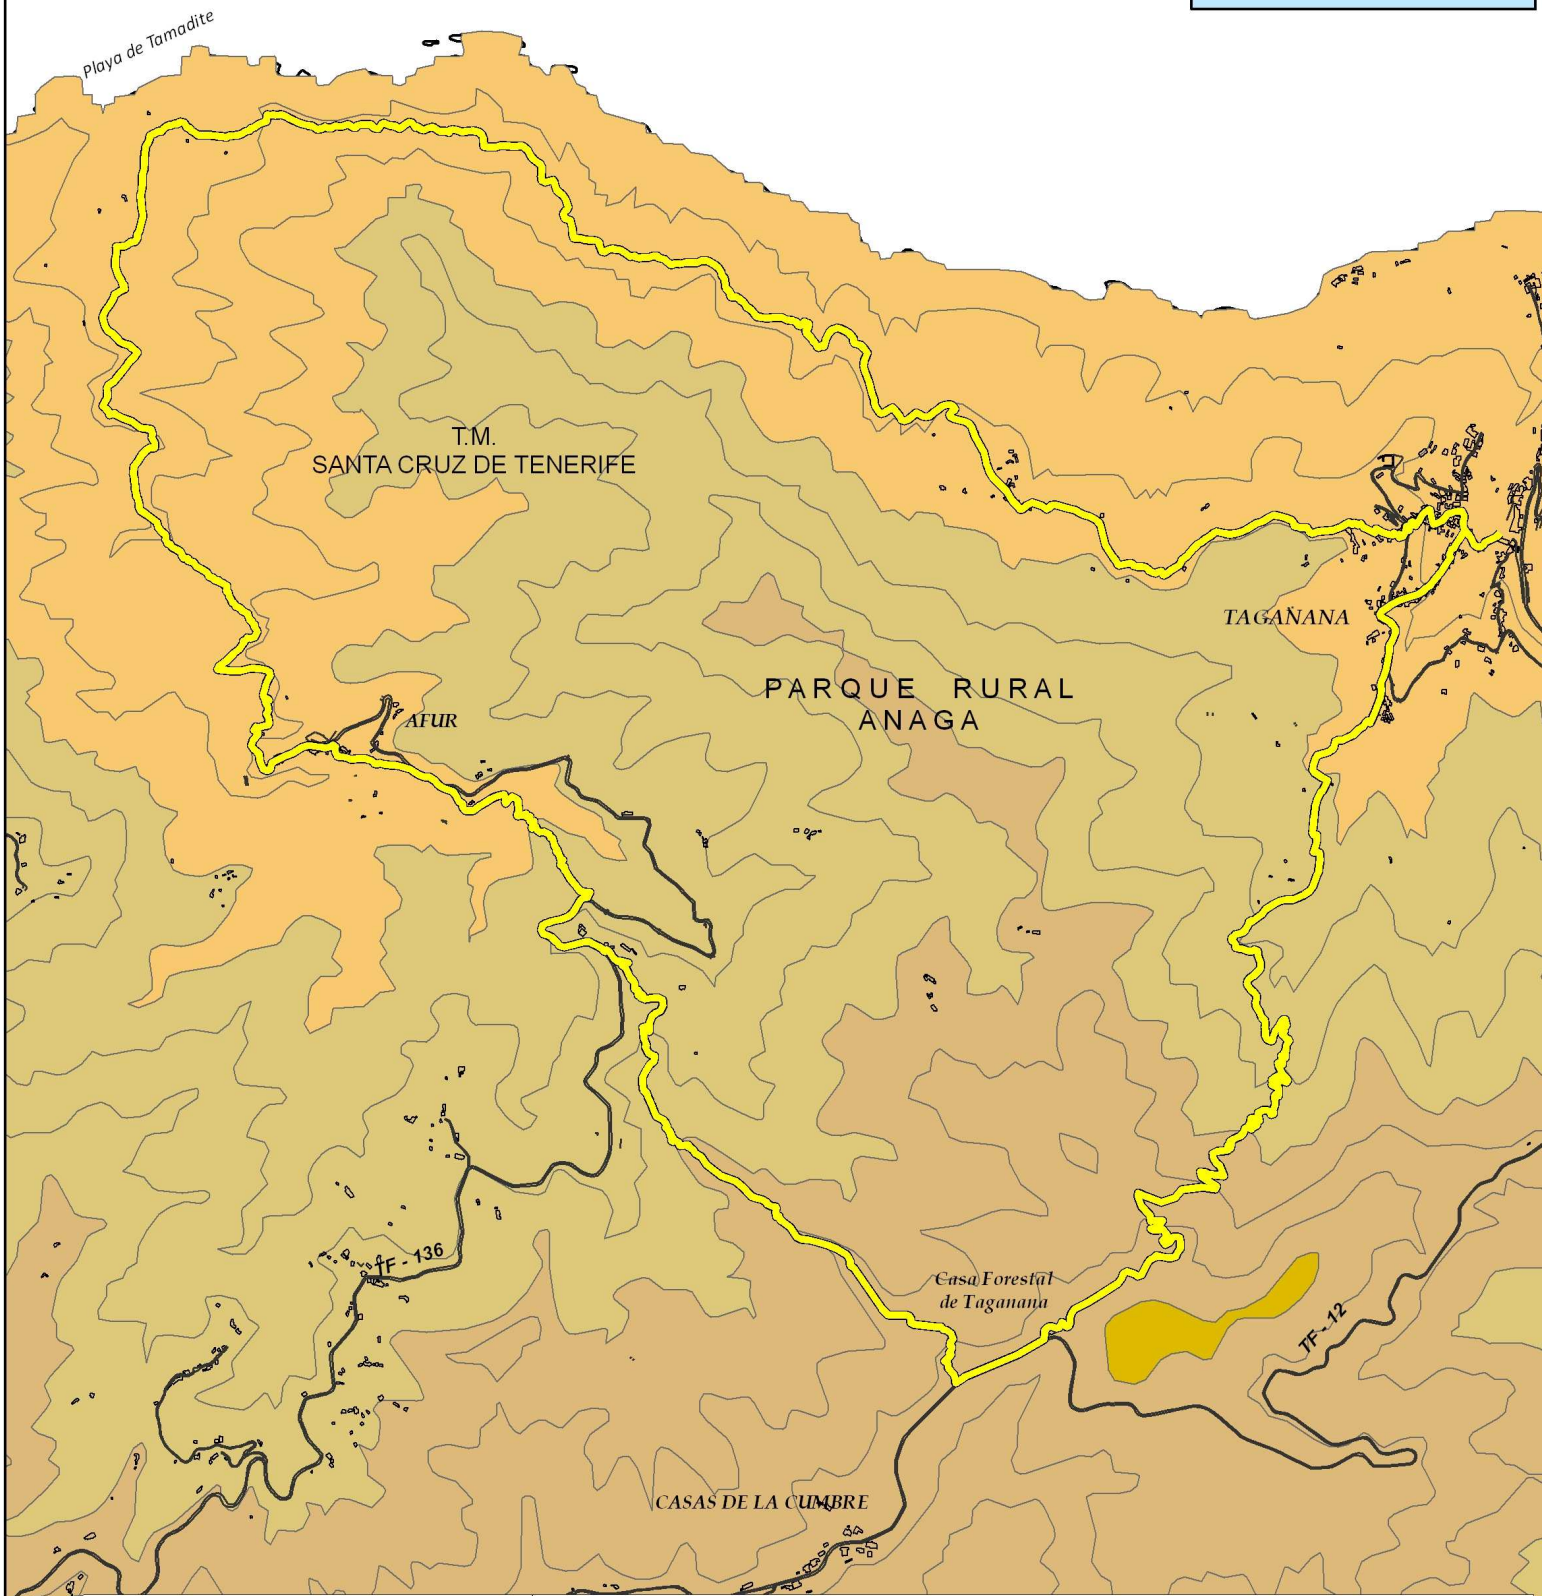 Playa de Tamadite
T.M.
SANTA CRUZ DE TENERIFE
TAGANANA
PARQUE RURAL
ANAGA
AFUR
TF - 136
Casa Forestal
de Taganana
TF - 12
CASAS DE LA CUMBRE